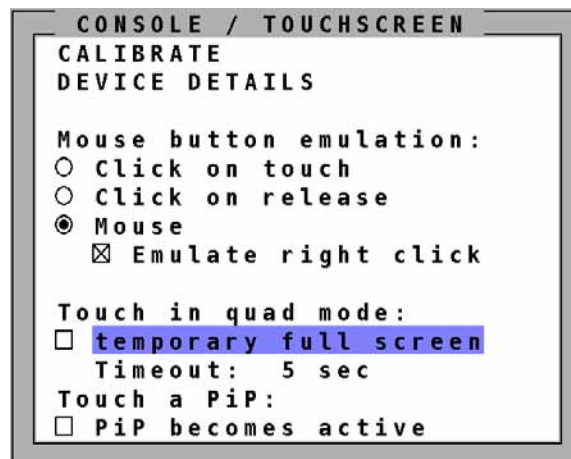 CONSOLE / TOUCHSCREEN
CALIBRATE
DEVICE DETAILS
Mouse button emulation:
Click on touch
Click on release
Mouse
Emulate right click
Touch in quad mode:
temporary full screen
Timeout: 5 sec
Touch a PiP:
PiP becomes active